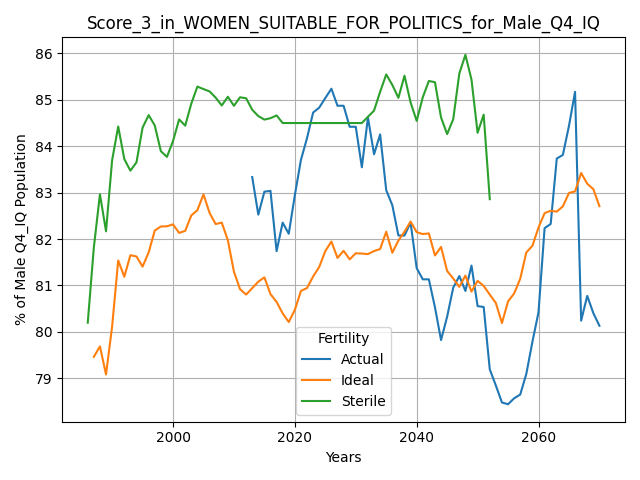 Score_3_in_WOMEN_SUITABLE_FOR_POLITICS_for_Male_Q4_IQ
86
85
84
83
82
81
80
79
% of Male Q4_IQ Population
Fertility
Actual
Ideal
Sterile
2000
2020
2040
2060
Years